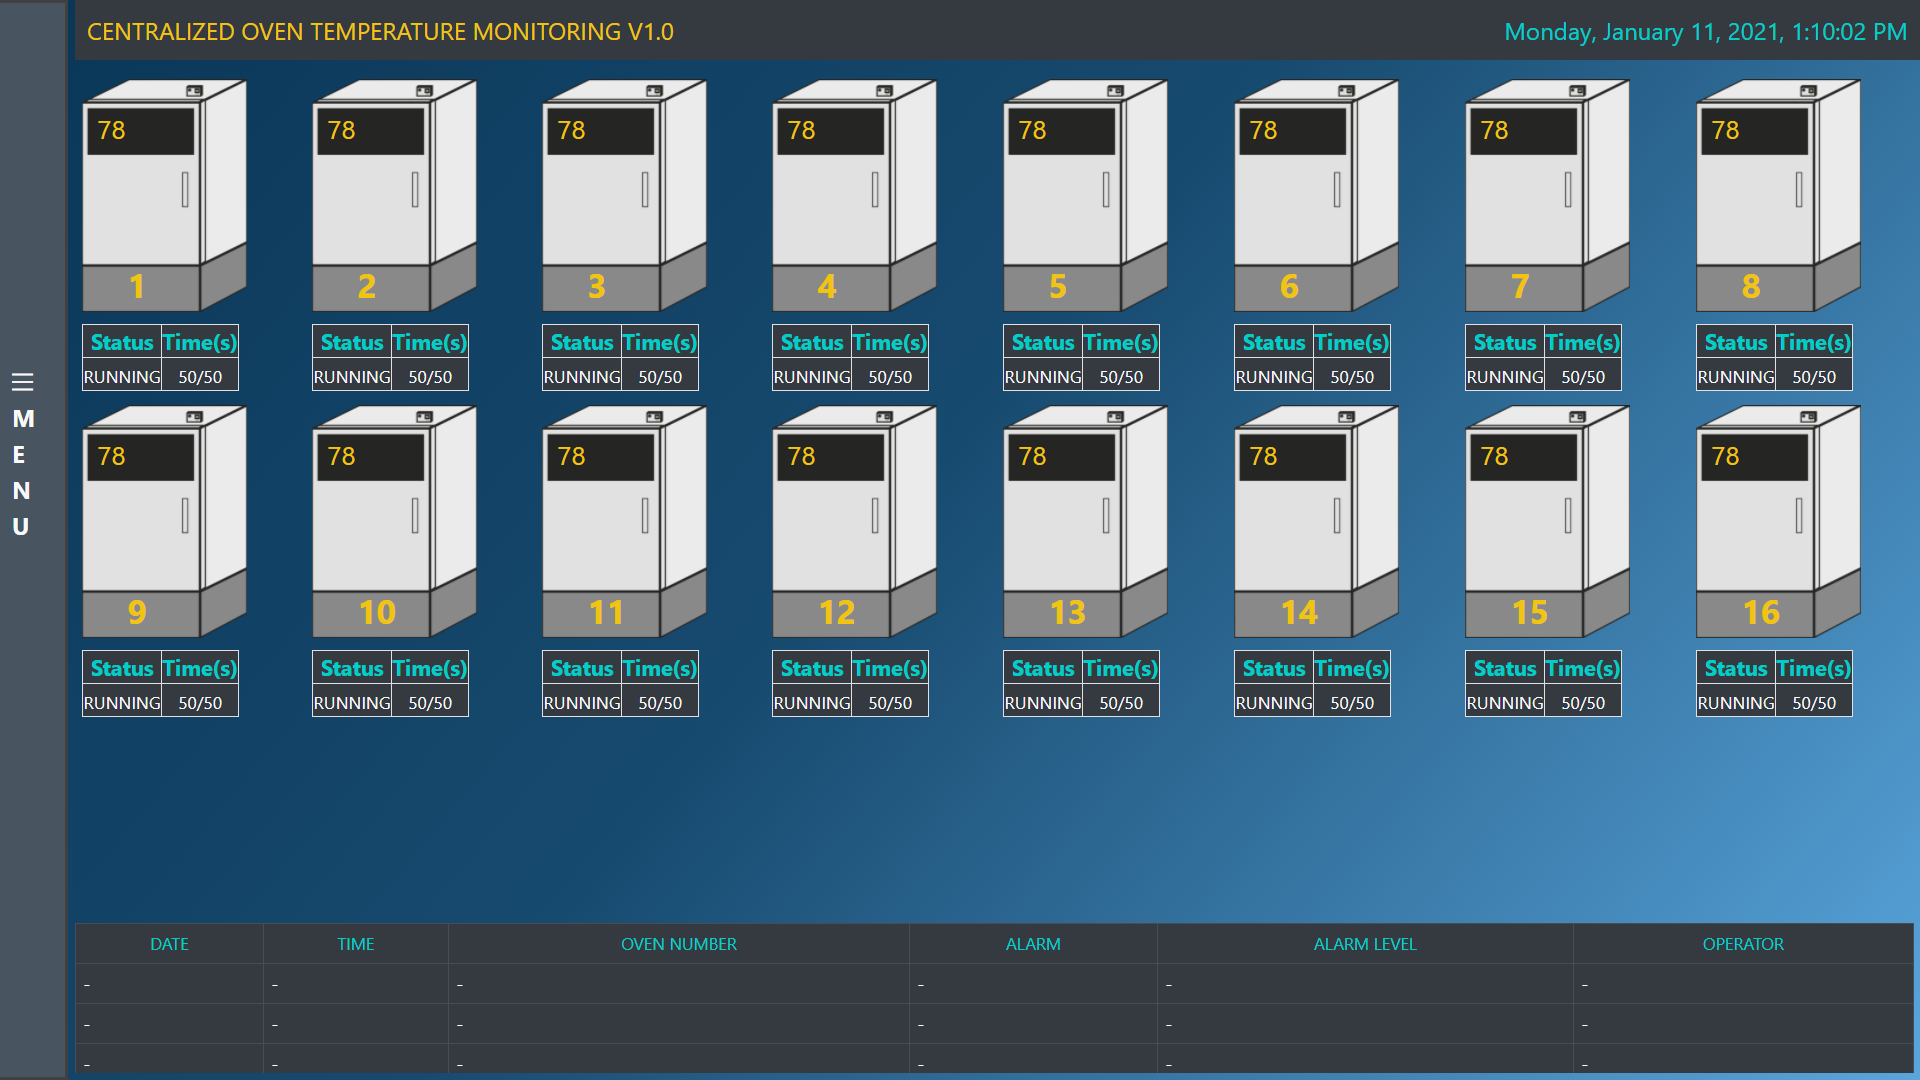 CENTRALIZED OVEN TEMPERATURE MONITORING V1.0 Monday, January 11, 2021, 1:10:02 PM
78 78 78 78 78 78 78 78
1 2 3 4 5 6 7 8
Status Time(s) Status Time(s) Status Time(s) Status Time(s) Status Time(s) Status Time(s) Status Time(s) Status Time(s)
RUNNING 50/50 RUNNING 50/50 RUNNING 50/50 RUNNING 50/50 RUNNING 50/50 RUNNING 50/50 RUNNING 50/50 RUNNING 50/50
M
E
N
U
78 78 78 78 78 78 78 78
9 10 11 12 13 14 15 16
Status Time(s) Status Time(s) Status Time(s) Status Time(s) Status Time(s) Status Time(s) Status Time(s) Status Time(s)
RUNNING 50/50 RUNNING 50/50 RUNNING 50/50 RUNNING 50/50 RUNNING 50/50 RUNNING 50/50 RUNNING 50/50 RUNNING 50/50
DATE TIME OVEN NUMBER ALARM ALARM LEVEL OPERATOR
- - - - - -
- - - - - -
- - - - - -